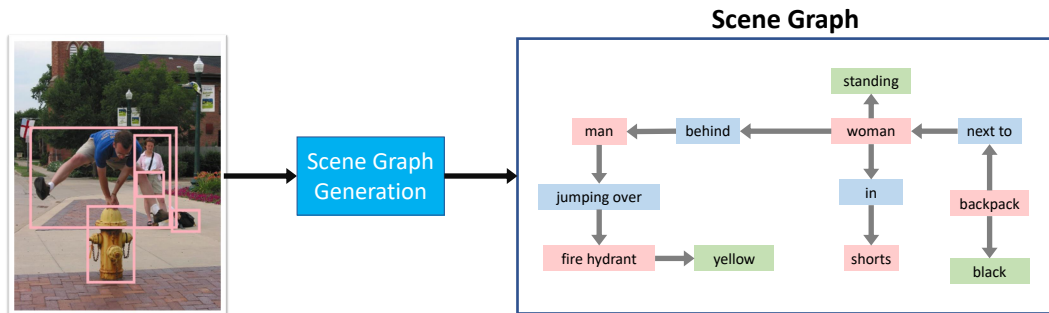 Scene Graph
Scene Graph
Generation
standing
man
behind
woman
next to
jumping over
in
backpack
fire hydrant
yellow
shorts
black